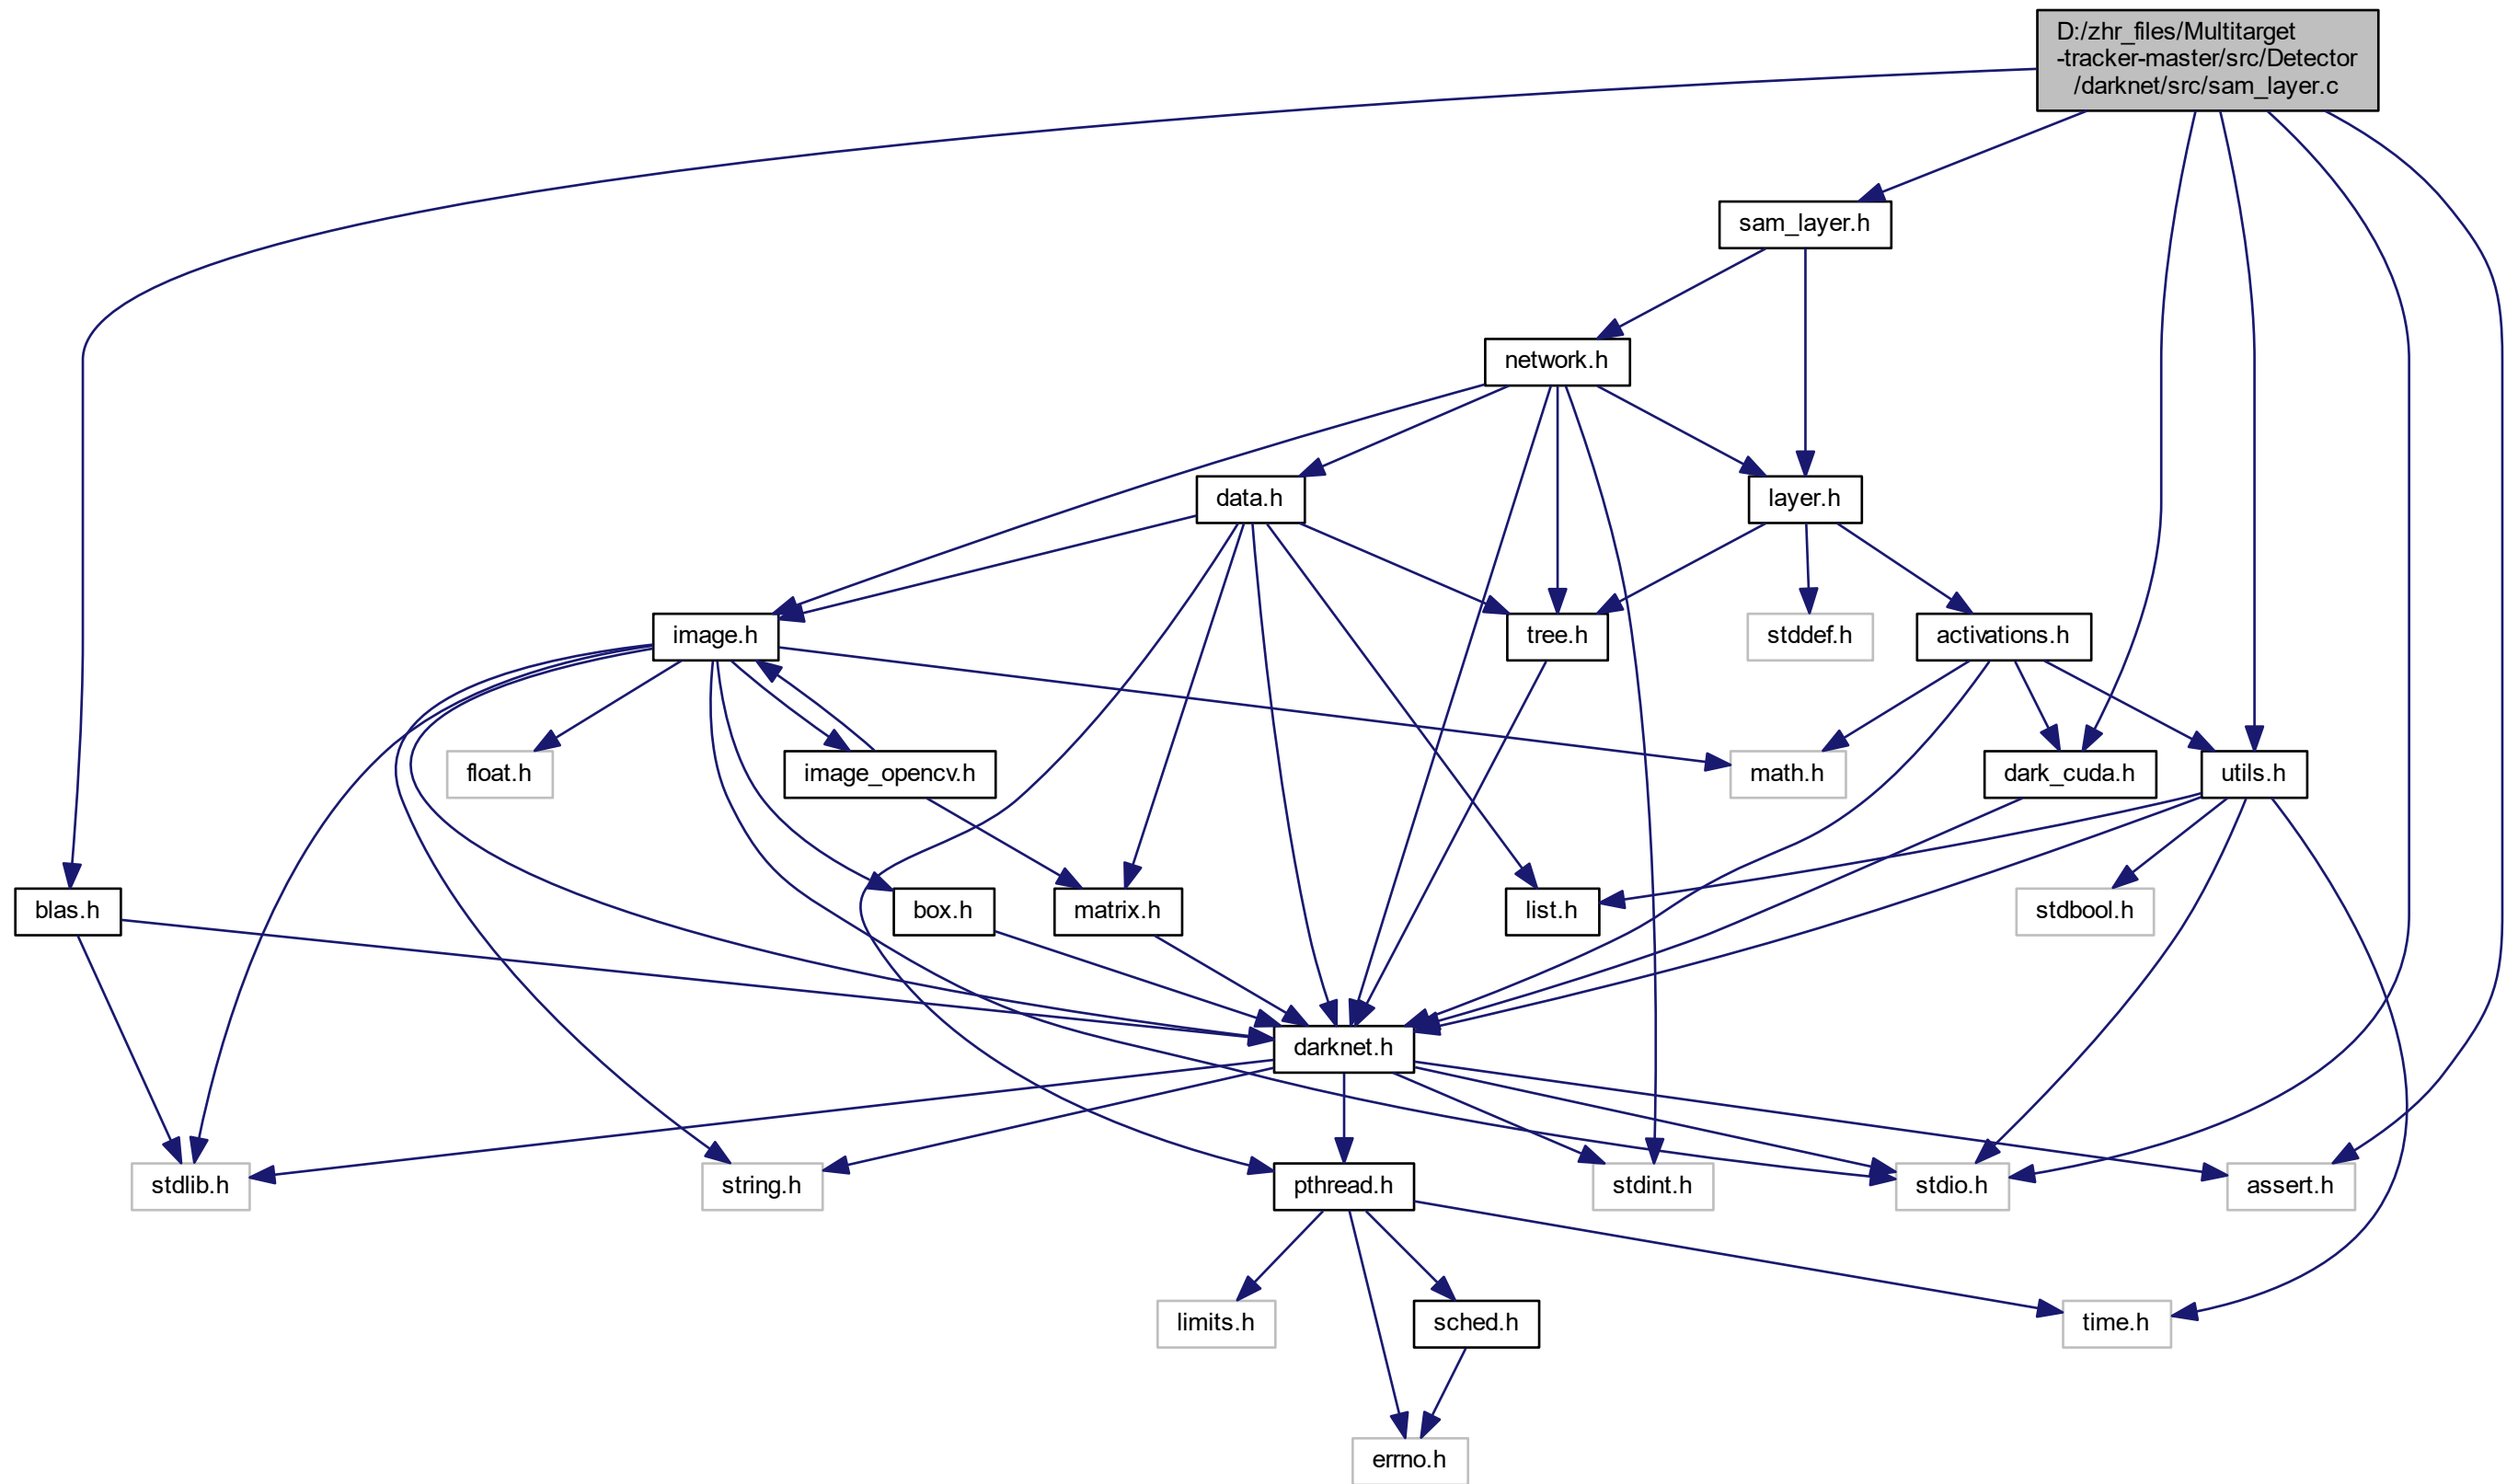 D:/zhr_files/Multitarget
-tracker-master/src/Detector
/darknet/src/sam_layer.c
sam_layer.h
network.h
data.h
layer.h
image.h
tree.h
stddef.h
activations.h
float.h
image_opencv.h
math.h
dark_cuda.h
utils.h
blas.h
box.h
matrix.h
list.h
stdbool.h
darknet.h
stdlib.h
string.h
pthread.h
stdint.h
stdio.h
assert.h
limits.h
sched.h
time.h
errno.h